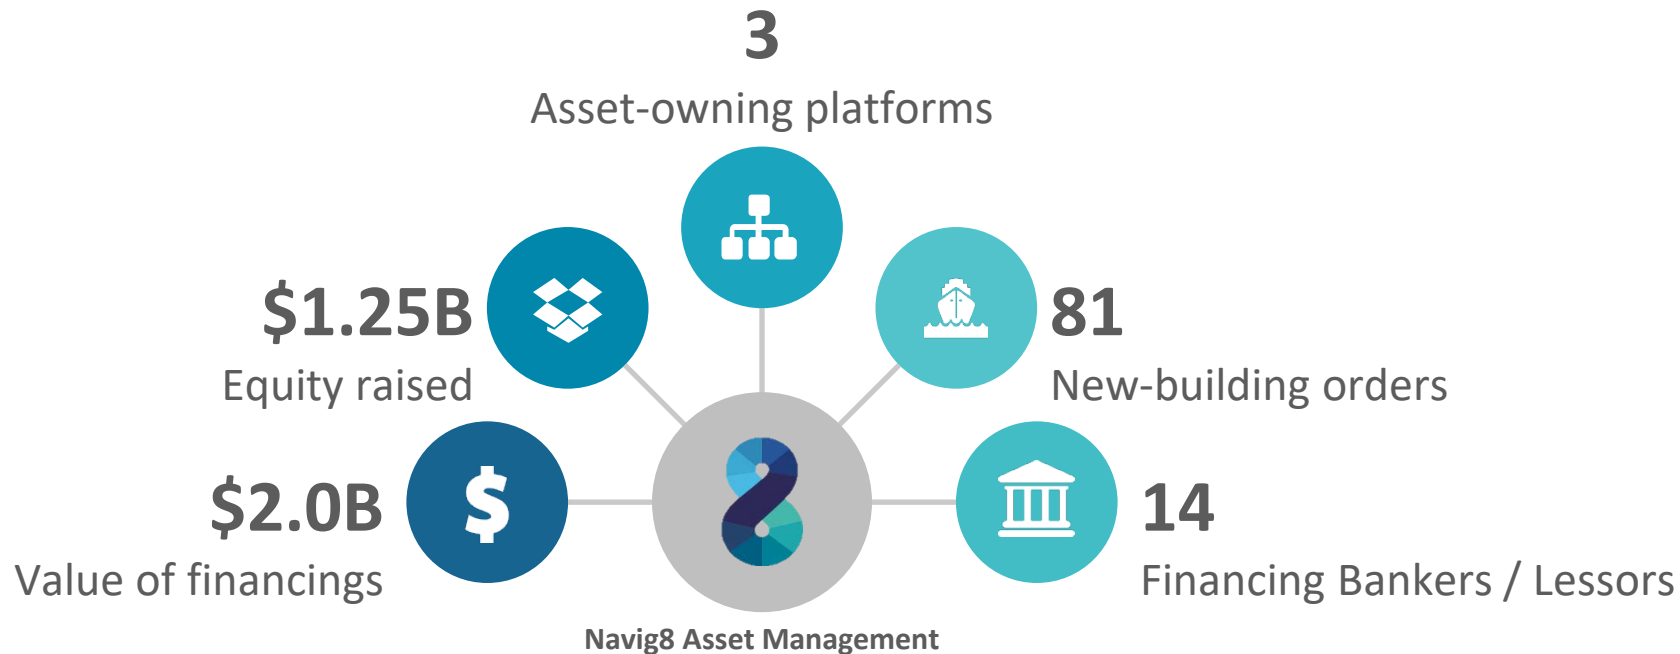 3
Asset-owning platforms
$1.25B
Equity raised
81
New-building orders
$2.0B
Value of financings
14
Financing Bankers / Lessors
Navig8 Asset Management